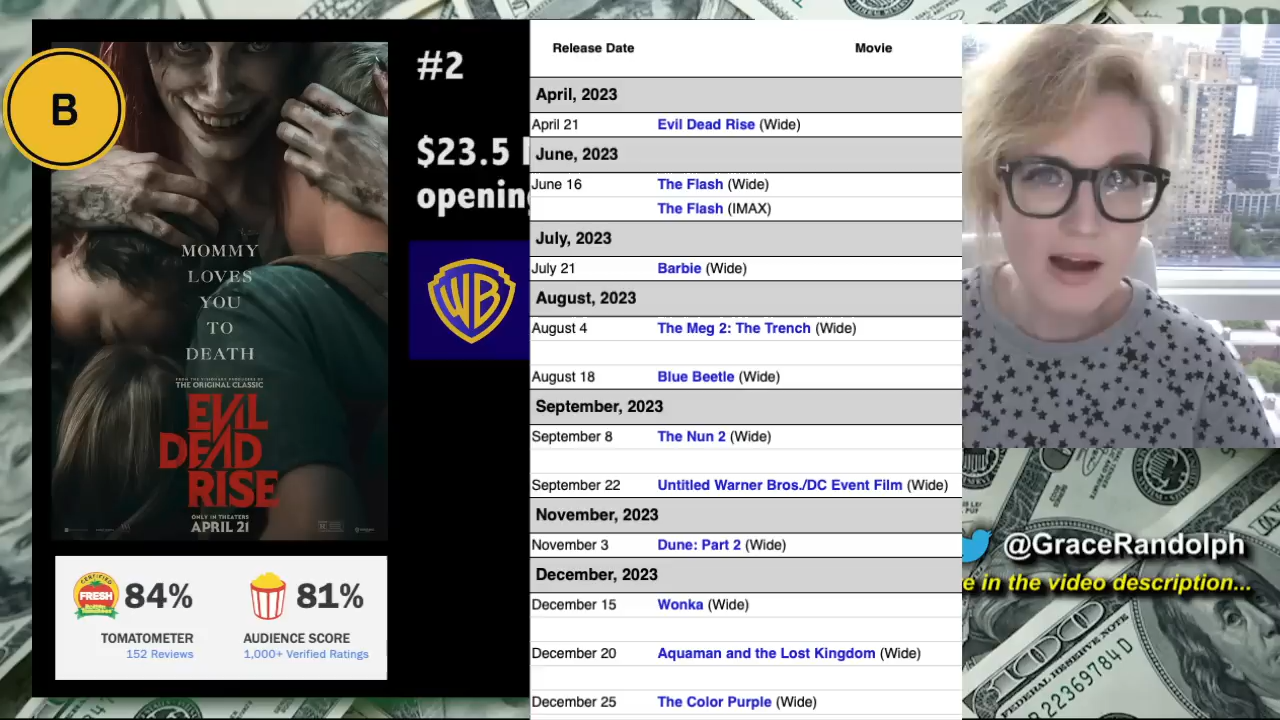 B
MOMMY
LOVES
YOU
TO
DEATH
THE ORIGINAL CLASSIC
EVIL
DEAD
RISE
ONLY IN THEATERS
APRIL 21
CERTIFIED
FRESH
84%
TOMATOMETER
152 Reviews
81%
AUDIENCE SCORE
1,000+ Verified Ratings
#2
$23.5
opening
WB
Release Date Movie
April, 2023
April 21 Evil Dead Rise (Wide)
June, 2023
June 16 The Flash (Wide)
The Flash (IMAX)
July, 2023
July 21 Barbie (Wide)
August, 2023
August 4 The Meg 2: The Trench (Wide)
August 18 Blue Beetle (Wide)
September, 2023
September 8 The Nun 2 (Wide)
September 22 Untitled Warner Bros./DC Event Film (Wide)
November, 2023
November 3 Dune: Part 2 (Wide)
December, 2023
December 15 Wonka (Wide)
December 20 Aquaman and the Lost Kingdom (Wide)
December 25 The Color Purple (Wide)
@GraceRandolph
e in the video description...
100